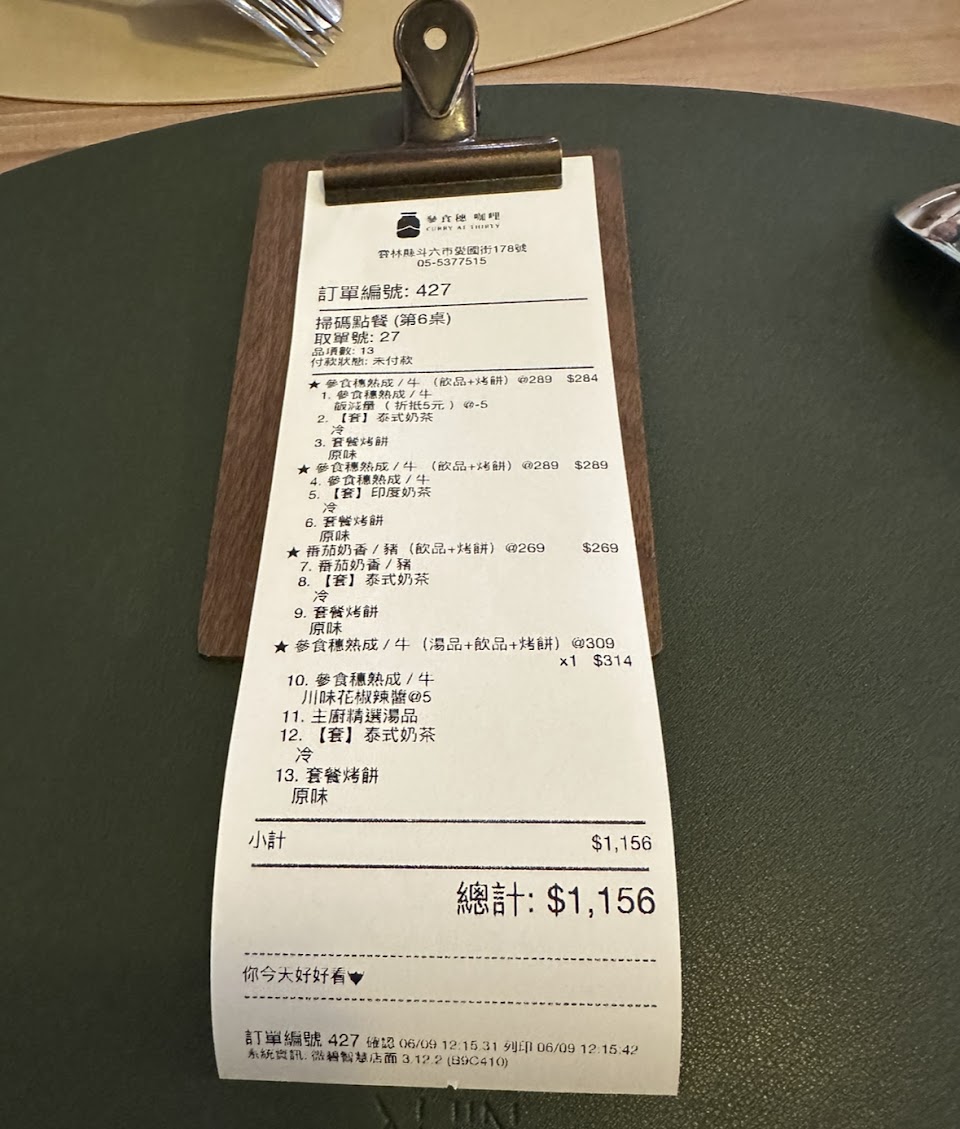 參食穗 咖哩
CURRY AT THIRTY
雲林縣斗六市愛國街178號
05-5377515
訂單編號: 427
掃碼點餐 (第6桌)
取單號: 27
品項數: 13
付款狀態: 未付款
★ 參食穗熟成 / 牛 （飲品+烤餅）@289 $284
1. 參食穗熟成 / 牛
飯減量（折抵5元）@-5
2. 【套】泰式奶茶
冷
3. 套餐烤餅
原味
★ 參食穗熟成 / 牛 （飲品+烤餅）@289 $289
4. 參食穗熟成 / 牛
5. 【套】印度奶茶
冷
6. 套餐烤餅
原味
★ 番茄奶香 / 豬（飲品+烤餅）@269 $269
7. 番茄奶香 / 豬
8. 【套】泰式奶茶
冷
9. 套餐烤餅
原味
★ 參食穗熟成 / 牛（湯品+飲品+烤餅）@309
x1 $314
10. 參食穗熟成 / 牛
川味花椒辣醬@5
11. 主廚精選湯品
12. 【套】泰式奶茶
冷
13. 套餐烤餅
原味
小計 $1,156
總計: $1,156
你今天好好看♥
訂單編號 427 確認 06/09 12:15:31 列印 06/09 12:15:42
系統資訊: 微碧智慧店面 3.12.2 (B9C410)